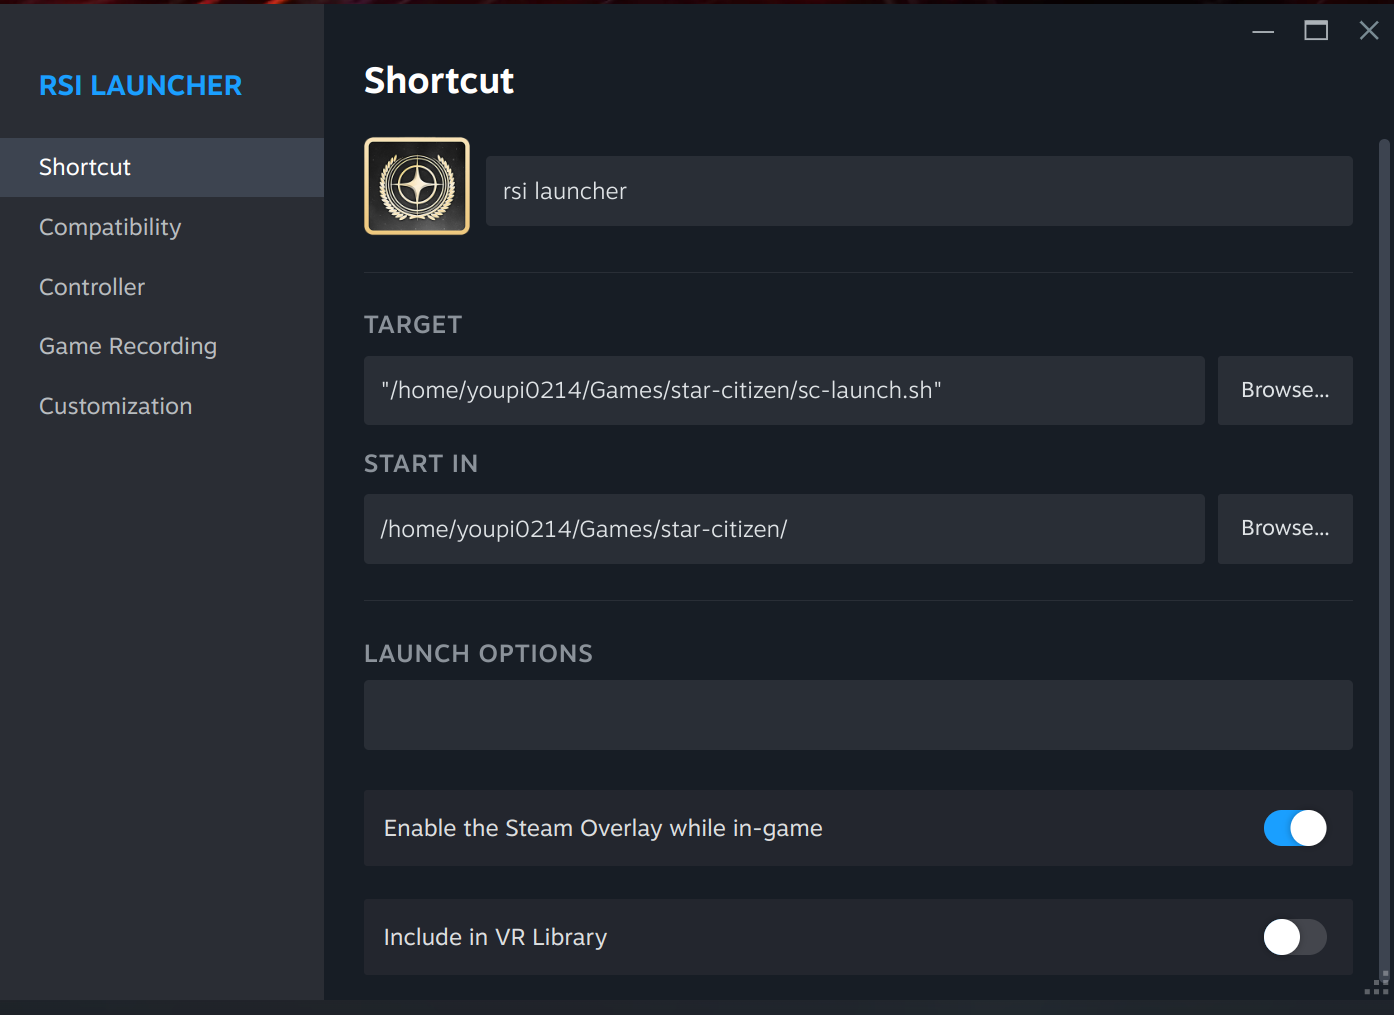 RSI LAUNCHER
Shortcut
Compatibility
Controller
Game Recording
Customization
Shortcut
rsi launcher
TARGET
"/home/youpi0214/Games/star-citizen/sc-launch.sh"
Browse...
START IN
/home/youpi0214/Games/star-citizen/
Browse...
LAUNCH OPTIONS
Enable the Steam Overlay while in-game
Include in VR Library